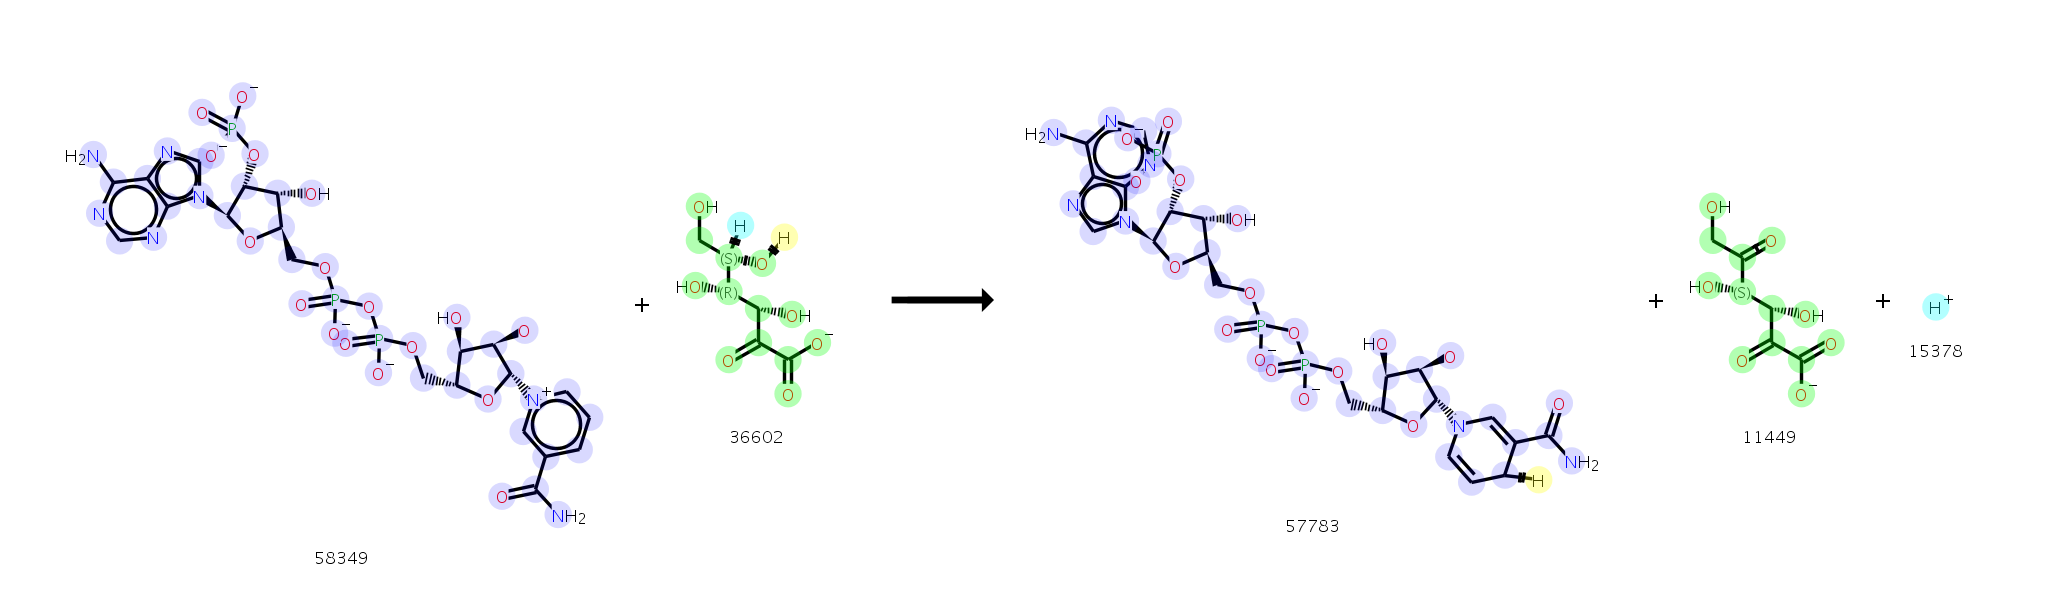 O⁻
O P
H₂N N O⁻ O
N N OH
N O
O
O P O
O⁻ O P O
O⁻
HO O
O N⁺
O
NH₂
58349
+
OH H H
(S) O
HO (R)
OH
O O⁻
O
36602
H₂N N O⁻ O
P
N O O
N N OH
O
O
O P O
O⁻ O P O
O⁻
HO O
O N
O
NH₂
H
57783
+
OH
O
HO (S)
OH
O O
O⁻
11449
+
H⁺
15378